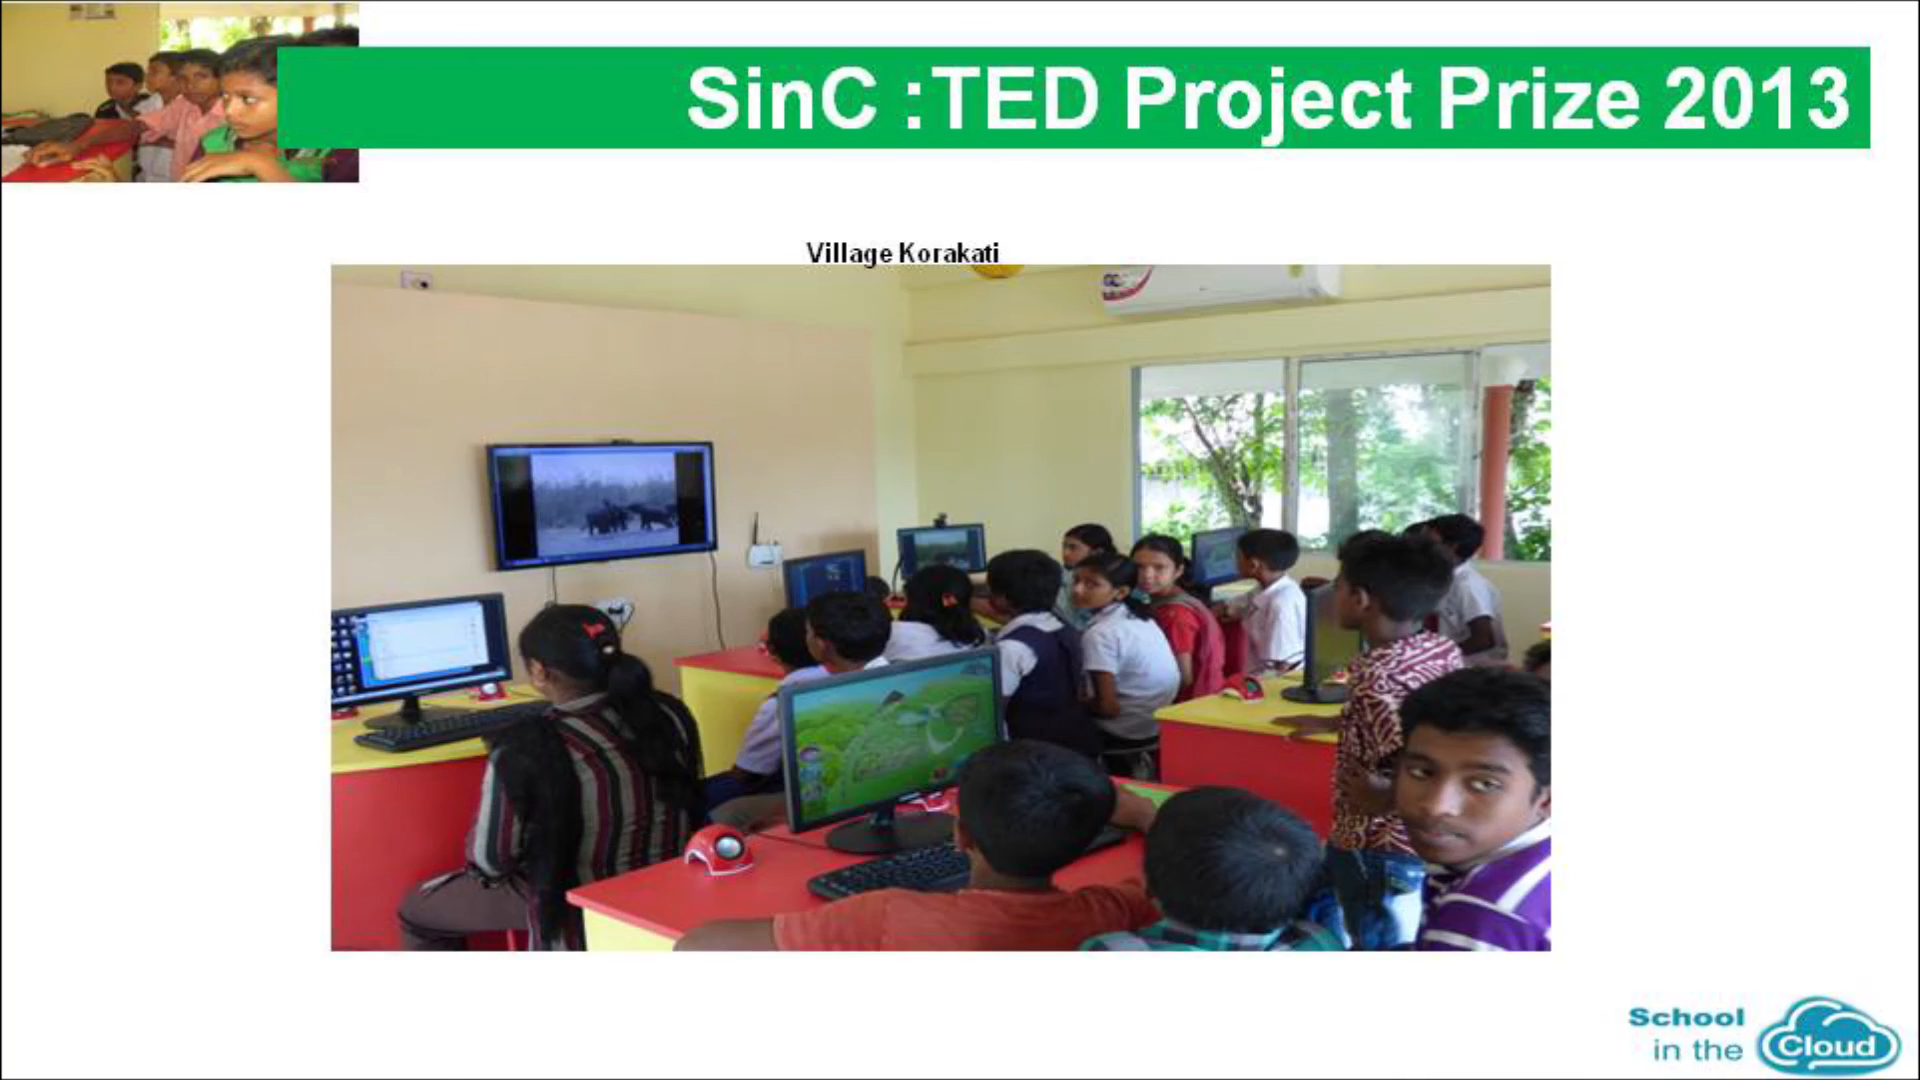 SinC :TED Project Prize 2013
Village Korakati
School
in the
Cloud